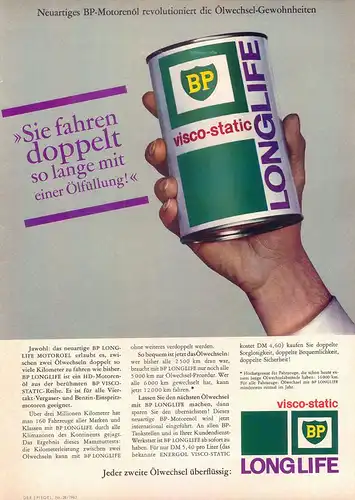 Neuartiges BP-Motorenöl revolutioniert die Ölwechsel-Gewohnheiten
BP
visco-static
LONGLIFE
»Sie fahren
doppelt
so lange mit
einer Ölfüllung!«
Jawohl: das neuartige BP LONG-
LIFE MOTOROEL erlaubt es, zwi-
schen zwei Ölwechseln doppelt so
viele Kilometer zu fahren wie bisher.
BP LONGLIFE ist ein HD-Motoren-
öl aus der berühmten BP VISCO-
STATIC-Reihe. Es ist für alle Vier-
takt-Vergaser- und Benzin-Einspritz-
motoren geeignet.
Über drei Millionen Kilometer hat
man 160 Fahrzeuge aller Marken
und Klassen mit BP LONGLIFE durch
alle Klimazonen des Kontinents ge-
jagt. Das Ergebnis dieses Mammut-
tests: die Kilometerleistung zwischen
zwei Ölwechseln kann mit BP LONGLIFE
ohne weiteres verdoppelt werden.
So bequem ist jetzt das Ölwechseln:
wer bisher alle 2500 km dran war,
braucht mit BP LONGLIFE nur noch alle
5000 km zur Ölwechsel-Prozedur. Wer
alle 6000 km gewechselt hat, kann
jetzt 12000 km fahren.*
Lassen Sie den nächsten Ölwechsel
mit BP LONGLIFE machen, dann
sparen Sie den übernächsten! Dieses
neuartige BP-Motorenöl wird jetzt
international eingeführt. An allen BP-
Tankstellen und in Ihrer Kundendienst-
Werkstatt ist BP LONGLIFE ab sofort zu
haben. Für nur DM 5,40 pro Liter (das
bekannte ENERGOL VISCO-STATIC
kostet DM 4,60) kaufen Sie doppelte
Sorglosigkeit, doppelte Bequemlichkeit,
doppelte Sicherheit!
visco-static
BP
LONGLIFE
Jeder zweite Ölwechsel überflüssig:
DER SPIEGEL, Nr.